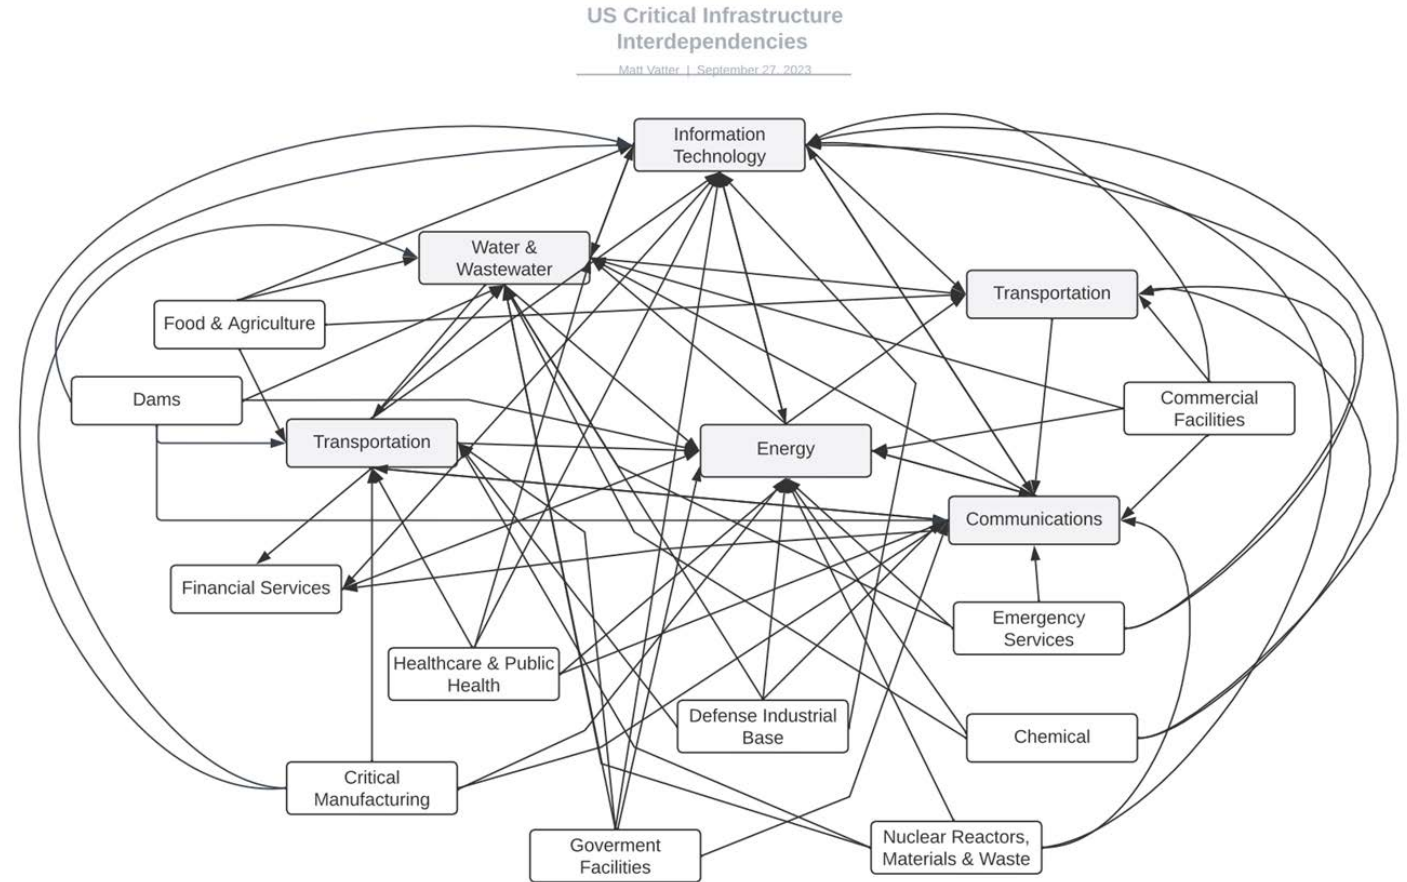 US Critical Infrastructure
Interdependencies
Matt Vatter | September 27, 2023
Information
Technology
Water &
Wastewater
Transportation
Food & Agriculture
Dams
Commercial
Facilities
Transportation
Energy
Communications
Financial Services
Emergency
Services
Healthcare & Public
Health
Defense Industrial
Base
Chemical
Critical
Manufacturing
Goverment
Facilities
Nuclear Reactors,
Materials & Waste